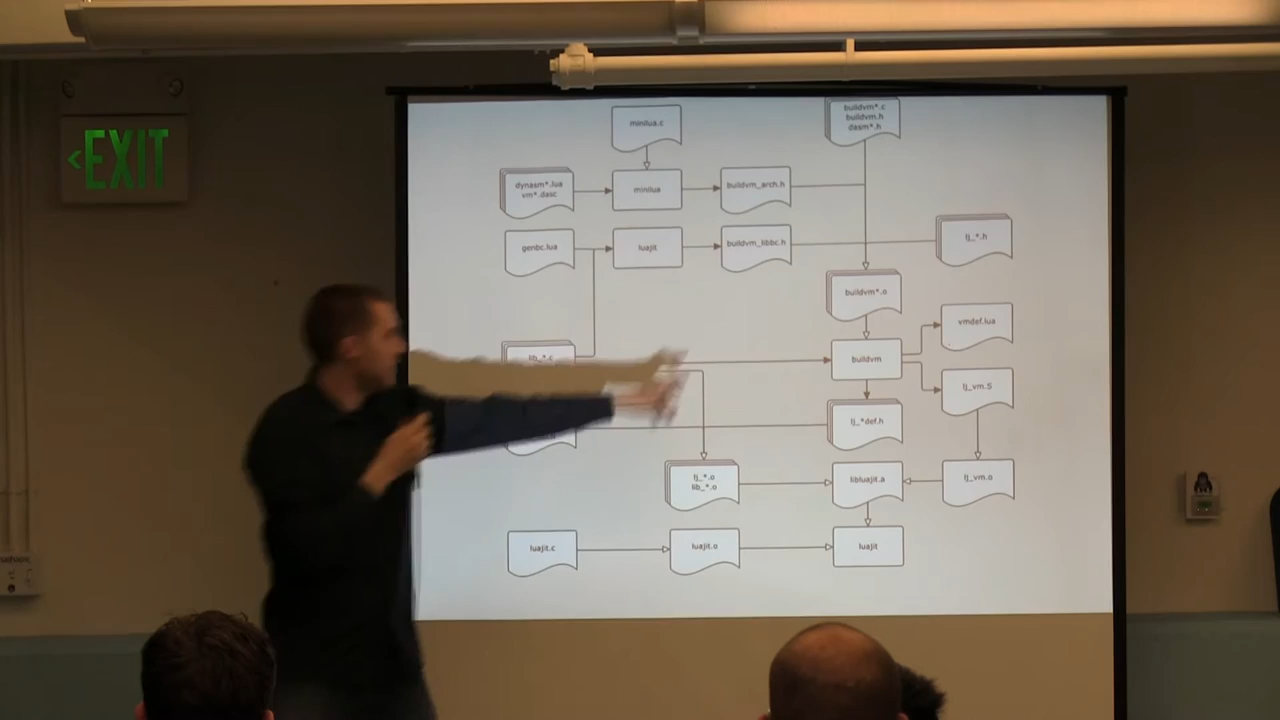 <EXIT
minilua.c
buildvm*.c
buildvm.h
dasm*.h
dynasm*.lua
vm*.dasc
minilua
buildvm_arch.h
genbc.lua
luajit
buildvm_libbc.h
lj_*.h
buildvm*.o
vmdef.lua
lib_*.c
buildvm
lj_vm.S
lj_*def.h
lj_*.o
lib_*.o
libluajit.a
lj_vm.o
luajit.c
luajit.o
luajit